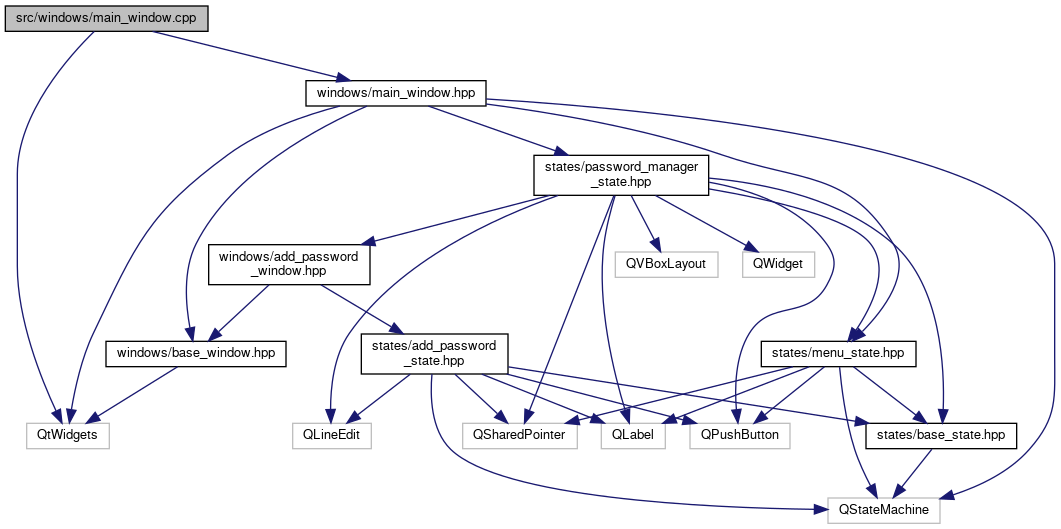 src/windows/main_window.cpp
windows/main_window.hpp
states/password_manager
_state.hpp
windows/add_password
_window.hpp
QVBoxLayout
QWidget
windows/base_window.hpp
states/add_password
_state.hpp
states/menu_state.hpp
QtWidgets
QLineEdit
QSharedPointer
QLabel
QPushButton
states/base_state.hpp
QStateMachine